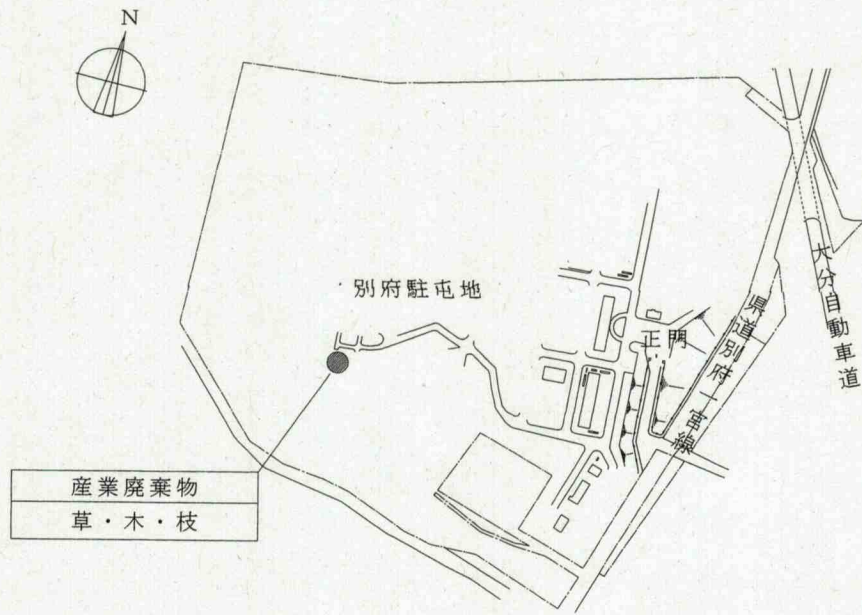 N
別府駐屯地
正門
県道別府一宮線
大分自動車道
産業廃棄物
草・木・枝